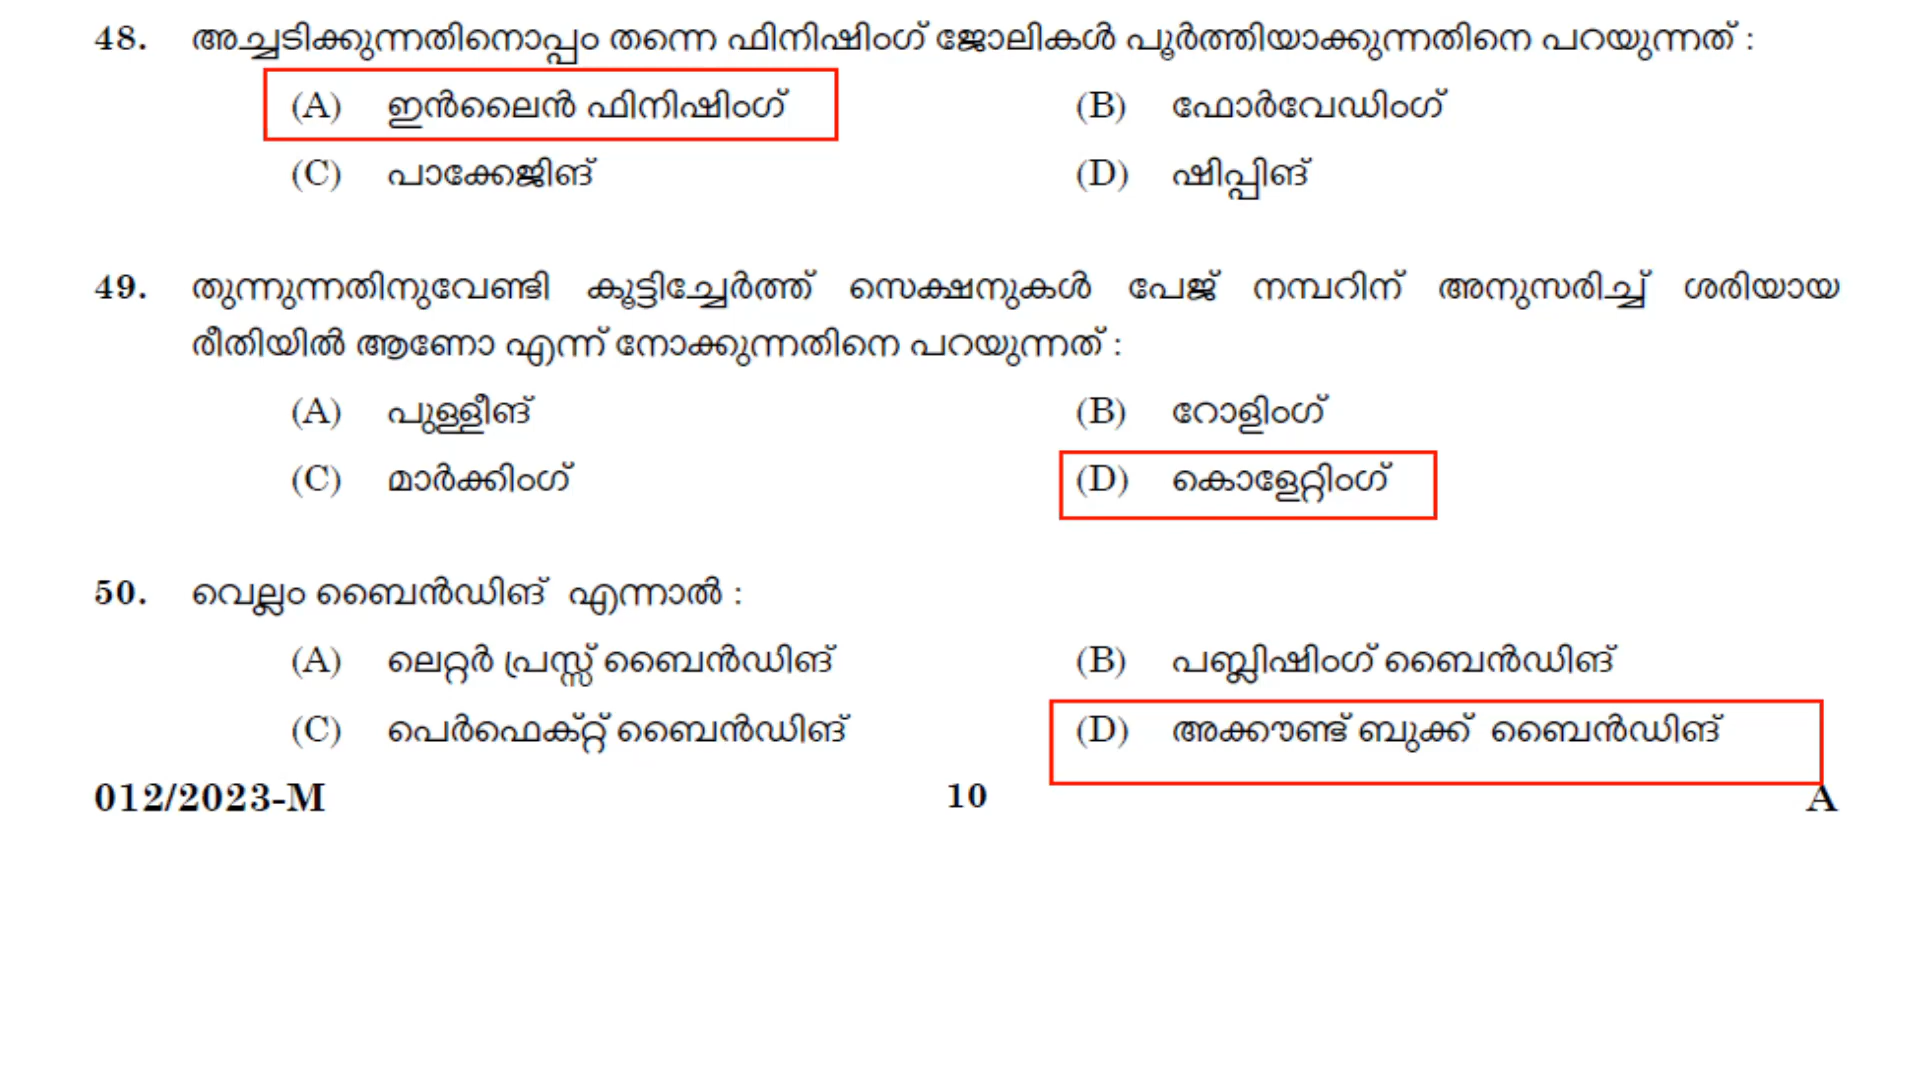 48. അച്ചടിക്കുന്നതിനൊപ്പം തന്നെ ഫിനിഷിംഗ് ജോലികൾ പൂർത്തിയാക്കുന്നതിനെ പറയുന്നത് :
(A) ഇൻലൈൻ ഫിനിഷിംഗ് (B) ഫോർവേഡിംഗ്
(C) പാക്കേജിങ് (D) ഷിപ്പിങ്
49. തുന്നുന്നതിനുവേണ്ടി കൂട്ടിച്ചേർത്ത് സെക്ഷനുകൾ പേജ് നമ്പറിന് അനുസരിച്ച് ശരിയായ
രീതിയിൽ ആണോ എന്ന് നോക്കുന്നതിനെ പറയുന്നത് :
(A) പുള്ളീങ് (B) റോളിംഗ്
(C) മാർക്കിംഗ് (D) കൊളേറ്റിംഗ്
50. വെല്ലം ബൈൻഡിങ് എന്നാൽ :
(A) ലെറ്റർ പ്രസ്സ് ബൈൻഡിങ് (B) പബ്ലിഷിംഗ് ബൈൻഡിങ്
(C) പെർഫെക്റ്റ് ബൈൻഡിങ് (D) അക്കൗണ്ട് ബുക്ക് ബൈൻഡിങ്
012/2023-M 10 A